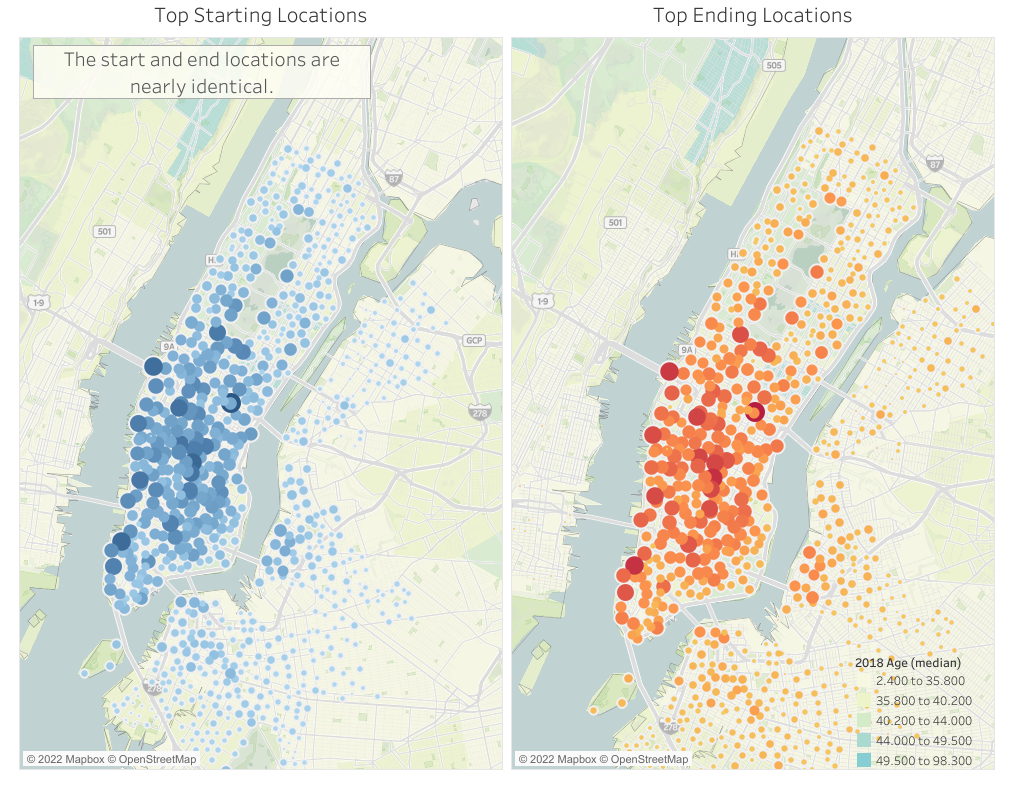 Top Starting Locations
Top Ending Locations
The start and end locations are
nearly identical.
505
87
87
501
501
1-9
1-9
9A
9A
GCP
278
278
278
© 2022 Mapbox © OpenStreetMap
© 2022 Mapbox © OpenStreetMap
2018 Age (median)
2.400 to 35.800
35.800 to 40.200
40.200 to 44.000
44.000 to 49.500
49.500 to 98.300